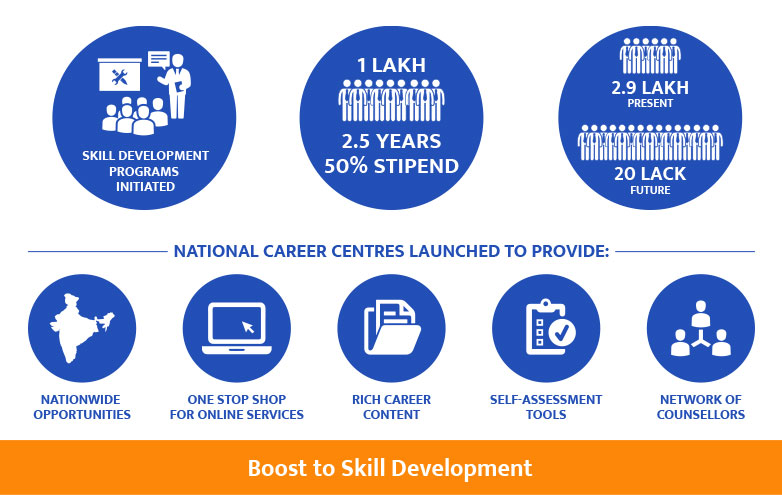 SKILL DEVELOPMENT
PROGRAMS
INITIATED
1 LAKH
2.5 YEARS
50% STIPEND
2.9 LAKH
PRESENT
20 LACK
FUTURE
NATIONAL CAREER CENTRES LAUNCHED TO PROVIDE:
NATIONWIDE
OPPORTUNITIES
ONE STOP SHOP
FOR ONLINE SERVICES
RICH CAREER
CONTENT
SELF-ASSESSMENT
TOOLS
NETWORK OF
COUNSELLORS
Boost to Skill Development